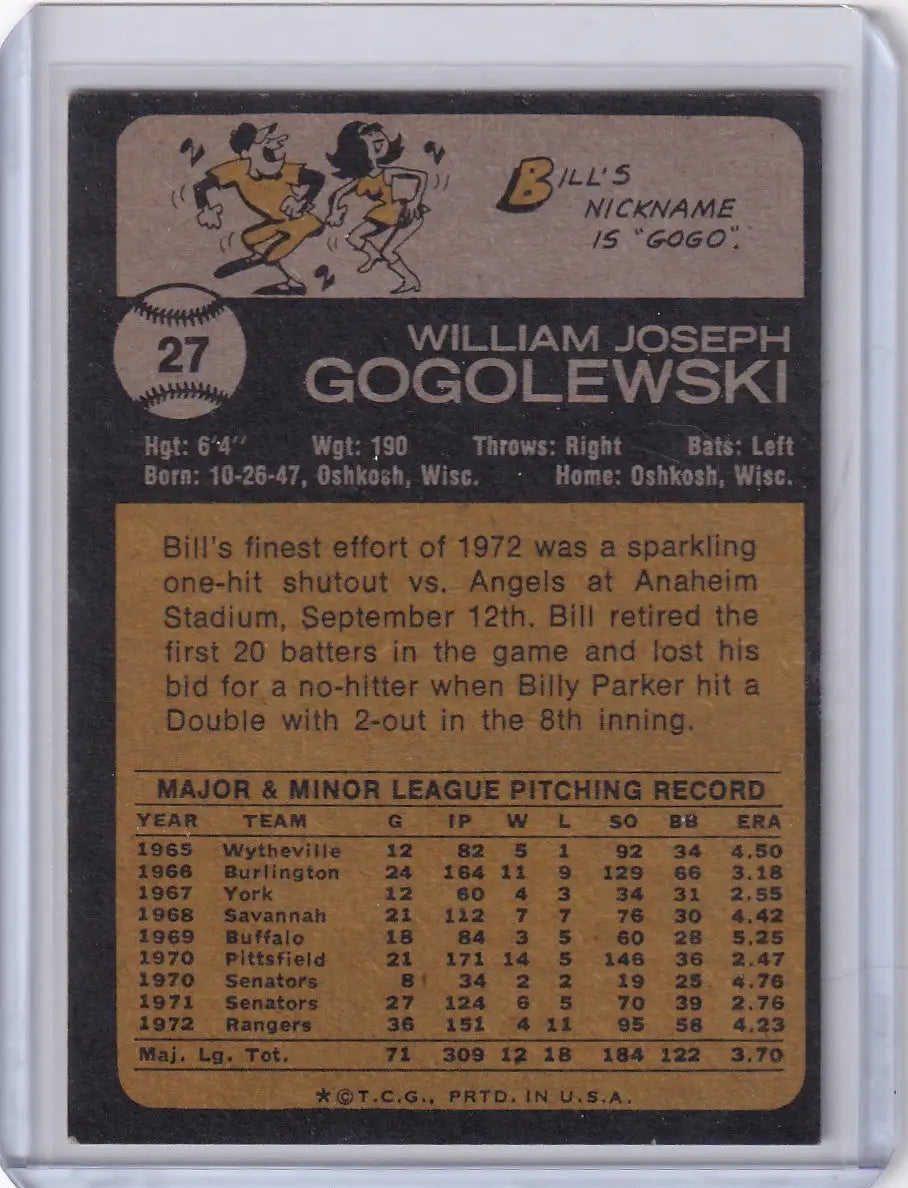 BILL'S
NICKNAME
IS "GOGO".
27
WILLIAM JOSEPH
GOGOLEWSKI
Hgt: 6'4'' Wgt: 190 Throws: Right Bats: Left
Born: 10-26-47, Oshkosh, Wisc. Home: Oshkosh, Wisc.
Bill's finest effort of 1972 was a sparkling
one-hit shutout vs. Angels at Anaheim
Stadium, September 12th. Bill retired the
first 20 batters in the game and lost his
bid for a no-hitter when Billy Parker hit a
Double with 2-out in the 8th inning.
MAJOR & MINOR LEAGUE PITCHING RECORD
YEAR TEAM G IP W L SO BB ERA
1965 Wytheville 12 82 5 1 92 34 4.50
1966 Burlington 24 164 11 9 129 66 3.18
1967 York 12 60 4 3 34 31 2.55
1968 Savannah 21 112 7 7 76 30 4.42
1969 Buffalo 18 84 3 5 60 28 5.25
1970 Pittsfield 21 171 14 5 146 36 2.47
1970 Senators 8 34 2 2 19 25 4.76
1971 Senators 27 124 6 5 70 39 2.76
1972 Rangers 36 151 4 11 95 58 4.23
Maj. Lg. Tot. 71 309 12 18 184 122 3.70
*©T.C.G., PRTD. IN U.S.A.